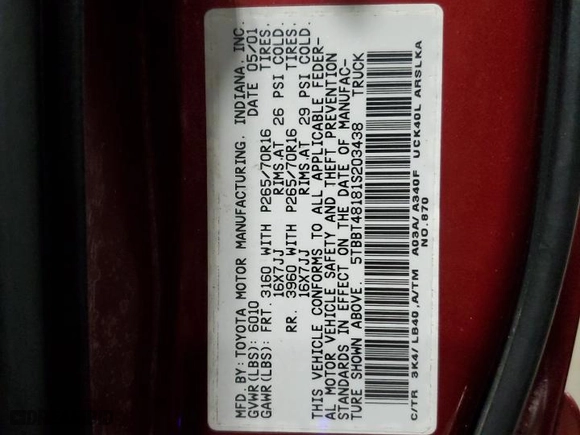 MFD. BY: TOYOTA MOTOR MANUFACTURING, INDIANA, INC.
GVWR(LBS): 6010 DATE 05/01
GAWR(LBS): FRT. 3160 WITH P265/70R16 TIRES.
16X7JJ RIMS.AT 26 PSI COLD.
RR. 3960 WITH P265/70R16 TIRES.
16X7JJ RIMS.AT 29 PSI COLD.
THIS VEHICLE CONFORMS TO ALL APPLICABLE FEDER-
AL MOTOR VEHICLE SAFETY AND THEFT PREVENTION
STANDARDS IN EFFECT ON THE DATE OF MANUFAC-
TURE SHOWN ABOVE. 5TBBT48181S203438 TRUCK
C/TR 3K4/ LB40,A/TM A03A/A340F UCK40L ARSLKA
NO.870